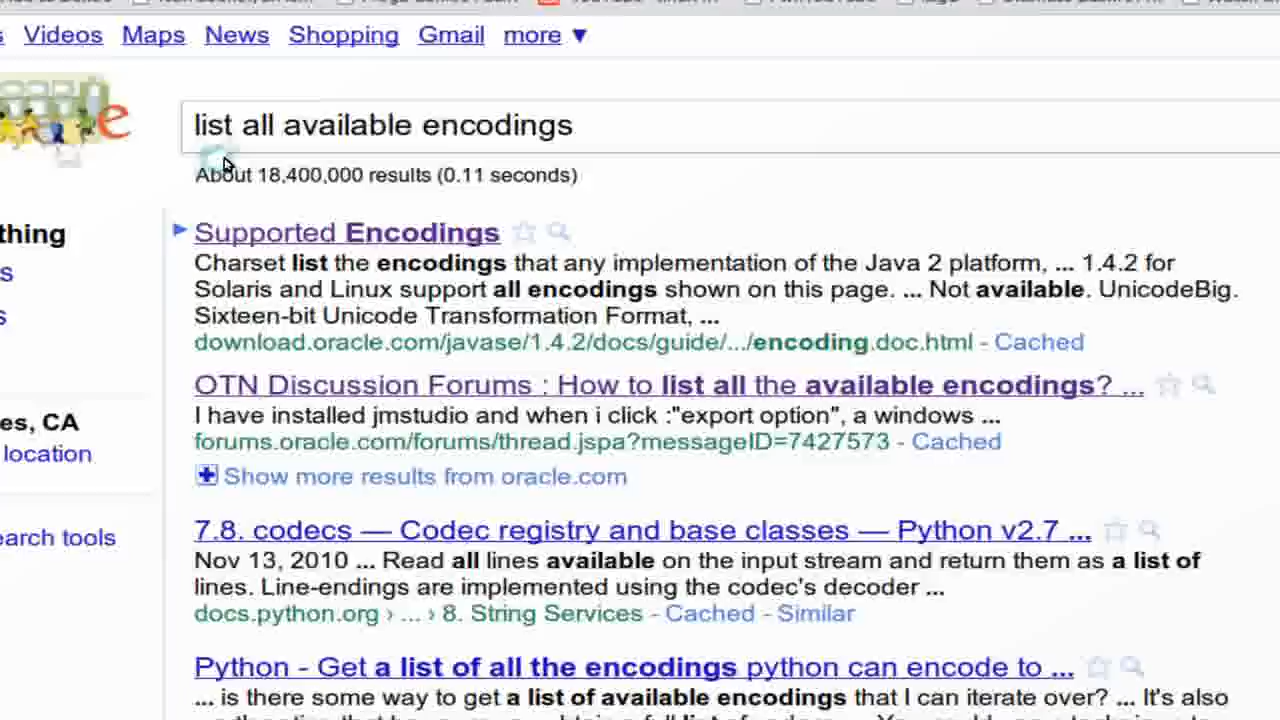 Videos Maps News Shopping Gmail more ▼
list all available encodings
About 18,400,000 results (0.11 seconds)
thing
Supported Encodings
Charset list the encodings that any implementation of the Java 2 platform, ... 1.4.2 for
Solaris and Linux support all encodings shown on this page. ... Not available. UnicodeBig.
Sixteen-bit Unicode Transformation Format, ...
download.oracle.com/javase/1.4.2/docs/guide/.../encoding.doc.html - Cached
OTN Discussion Forums : How to list all the available encodings? ...
I have installed jmstudio and when i click :"export option", a windows ...
es, CA
forums.oracle.com/forums/thread.jspa?messageID=7427573 - Cached
location
Show more results from oracle.com
7.8. codecs — Codec registry and base classes — Python v2.7 ...
earch tools
Nov 13, 2010 ... Read all lines available on the input stream and return them as a list of
lines. Line-endings are implemented using the codec's decoder ...
docs.python.org › ... › 8. String Services - Cached - Similar
Python - Get a list of all the encodings python can encode to ...
... is there some way to get a list of available encodings that I can iterate over? ... It's also